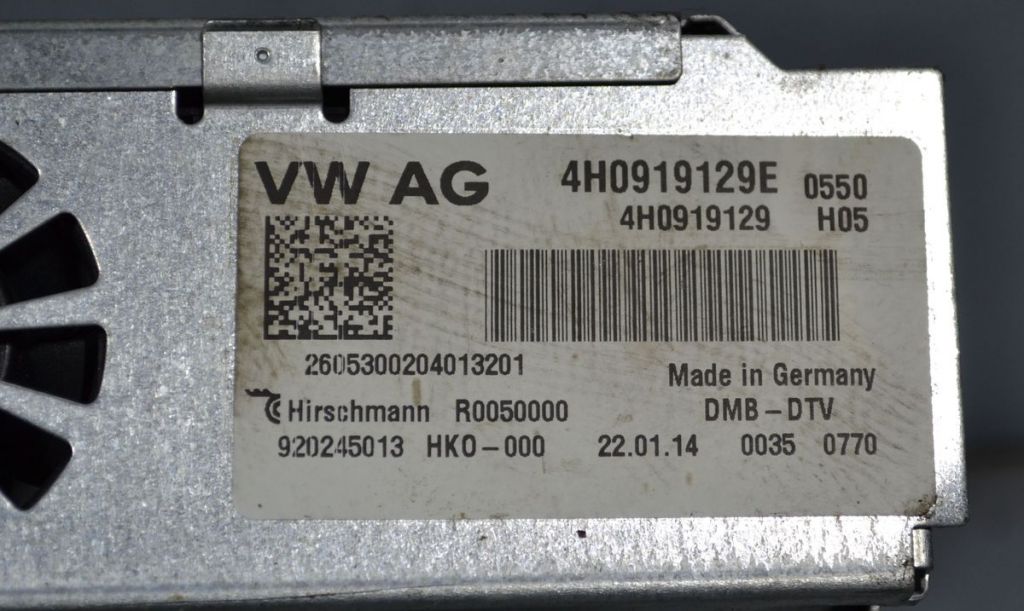 VW AG 4H0919129E 0550
4H0919129 H05
2605300204013201
Made in Germany
Hirschmann R0050000 DMB-DTV
920245013 HKO-000 22.01.14 0035 0770